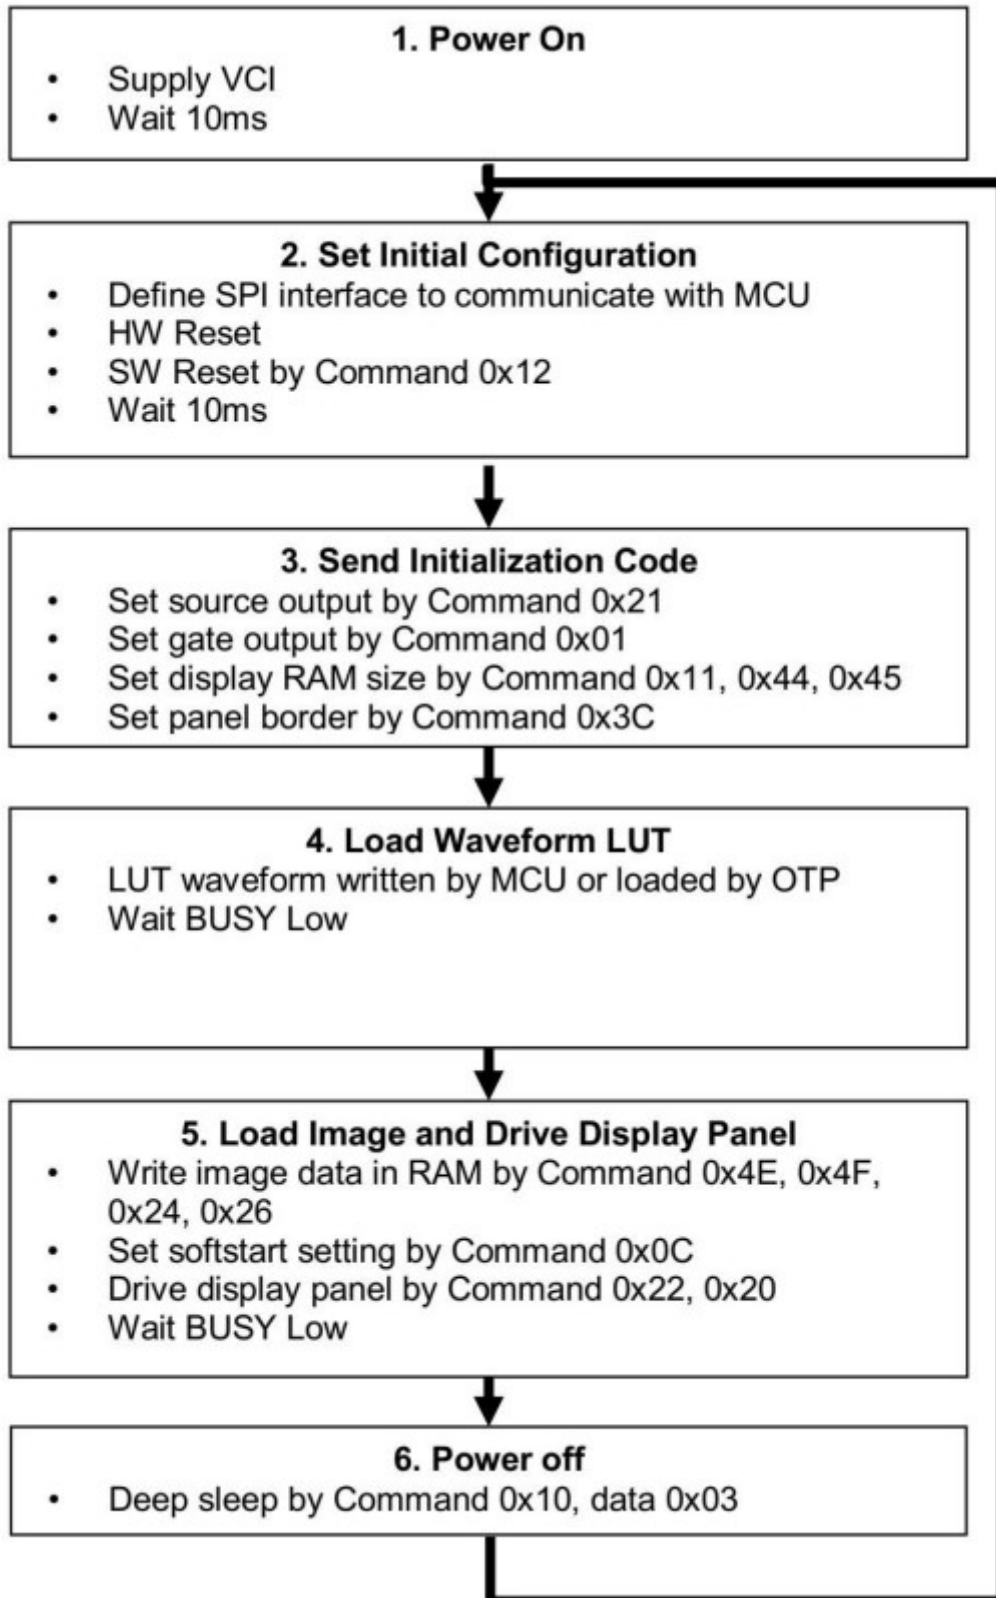 1. Power On
• Supply VCI
• Wait 10ms
2. Set Initial Configuration
• Define SPI interface to communicate with MCU
• HW Reset
• SW Reset by Command 0x12
• Wait 10ms
3. Send Initialization Code
• Set source output by Command 0x21
• Set gate output by Command 0x01
• Set display RAM size by Command 0x11, 0x44, 0x45
• Set panel border by Command 0x3C
4. Load Waveform LUT
• LUT waveform written by MCU or loaded by OTP
• Wait BUSY Low
5. Load Image and Drive Display Panel
• Write image data in RAM by Command 0x4E, 0x4F,
0x24, 0x26
• Set softstart setting by Command 0x0C
• Drive display panel by Command 0x22, 0x20
• Wait BUSY Low
6. Power off
• Deep sleep by Command 0x10, data 0x03